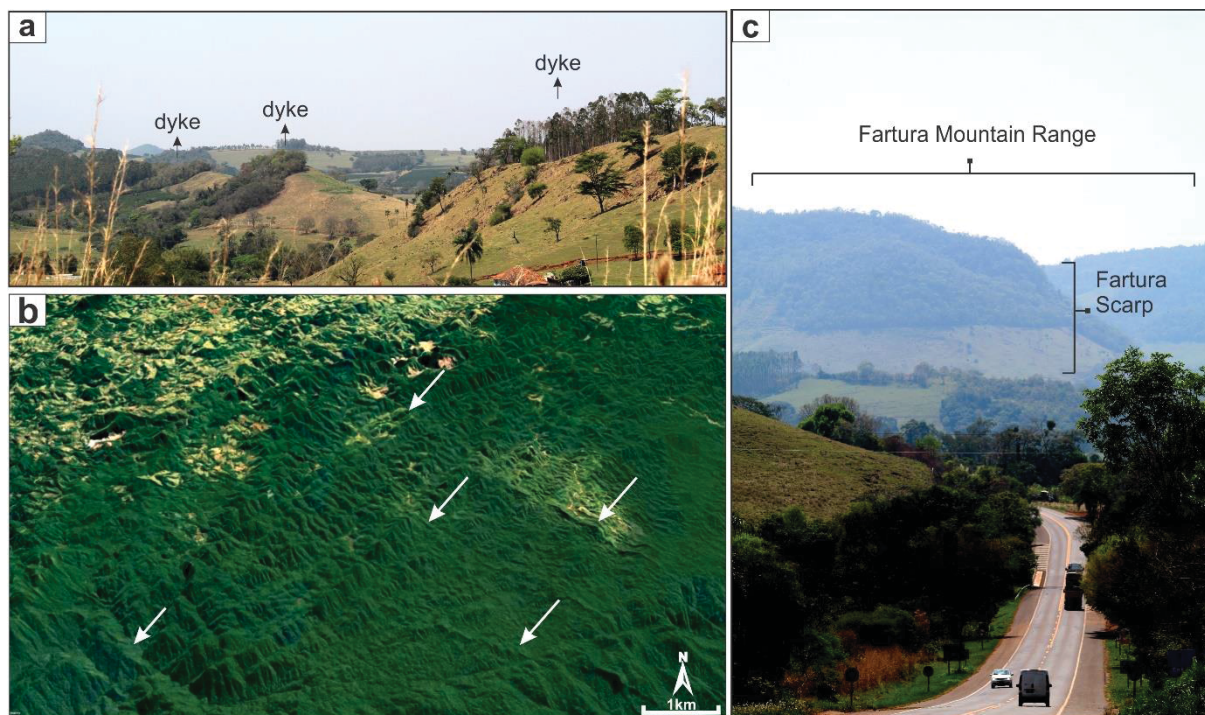 a
dyke
dyke
dyke
b
N
1km
c
Fartura Mountain Range
Fartura
Scarp